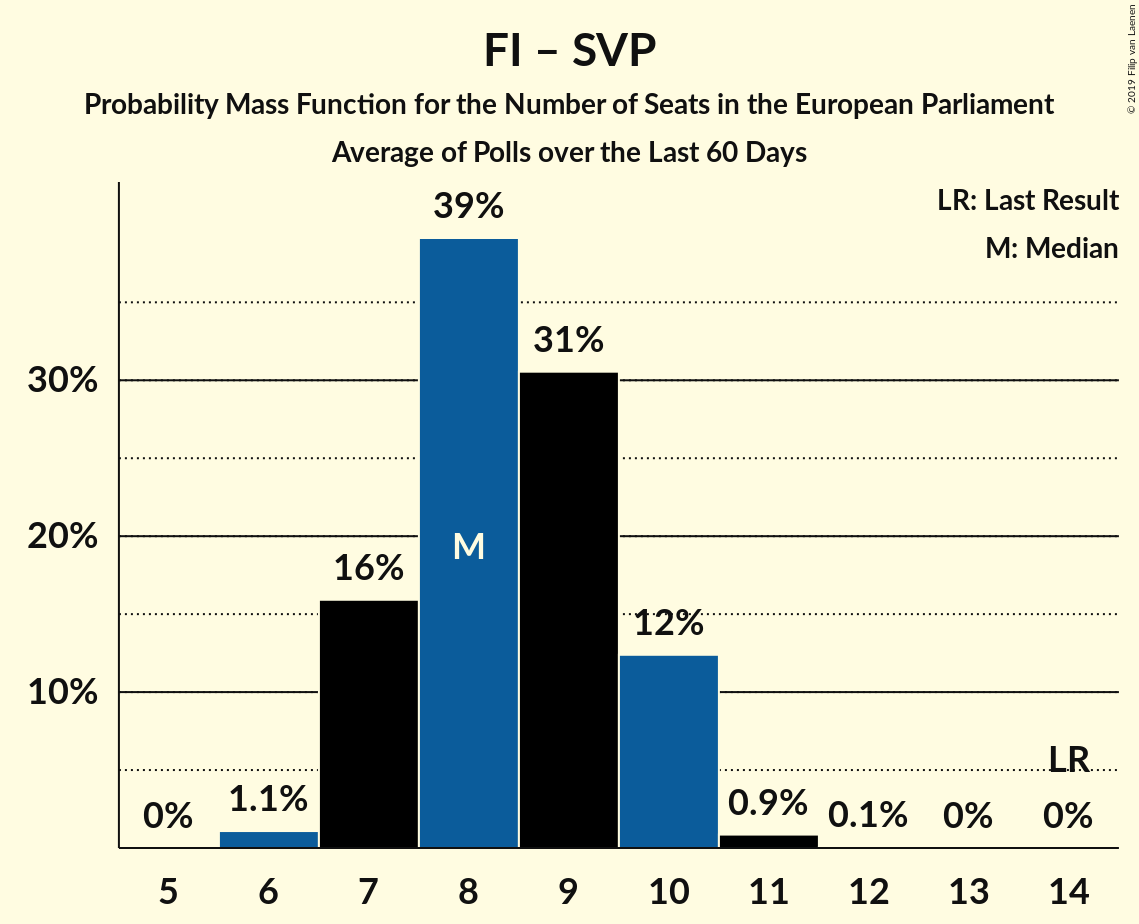 FI – SVP
Probability Mass Function for the Number of Seats in the European Parliament
Average of Polls over the Last 60 Days
© 2019 Filip van Laenen
LR: Last Result
M: Median
39%
31%
30%
20%
M
16%
12%
10%
LR
0%
1.1%
0.9%
0.1%
0%
0%
5 6 7 8 9 10 11 12 13 14